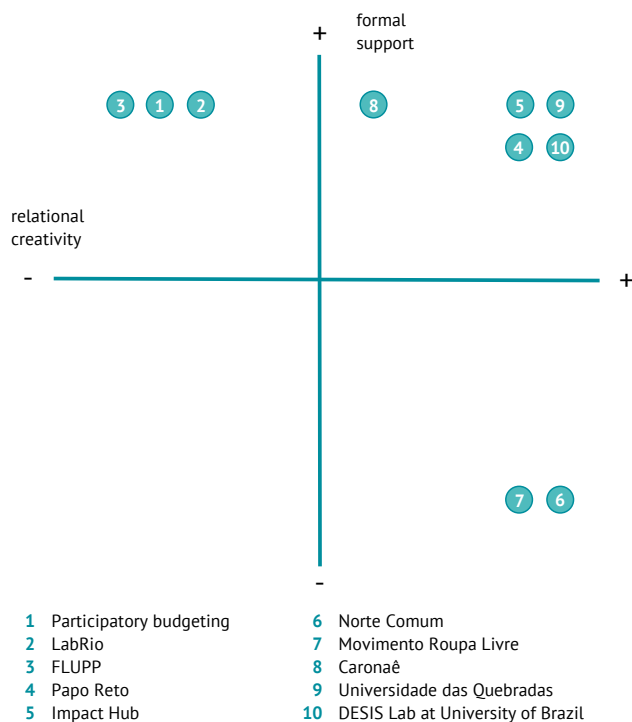 formal
support
+
3 1 2 8 5 9
4 10
relational
creativity
- +
7 6
-
1 Participatory budgeting
2 LabRio
3 FLUPP
4 Papo Reto
5 Impact Hub
6 Norte Comum
7 Movimento Roupa Livre
8 Caronaê
9 Universidade das Quebradas
10 DESIS Lab at University of Brazil